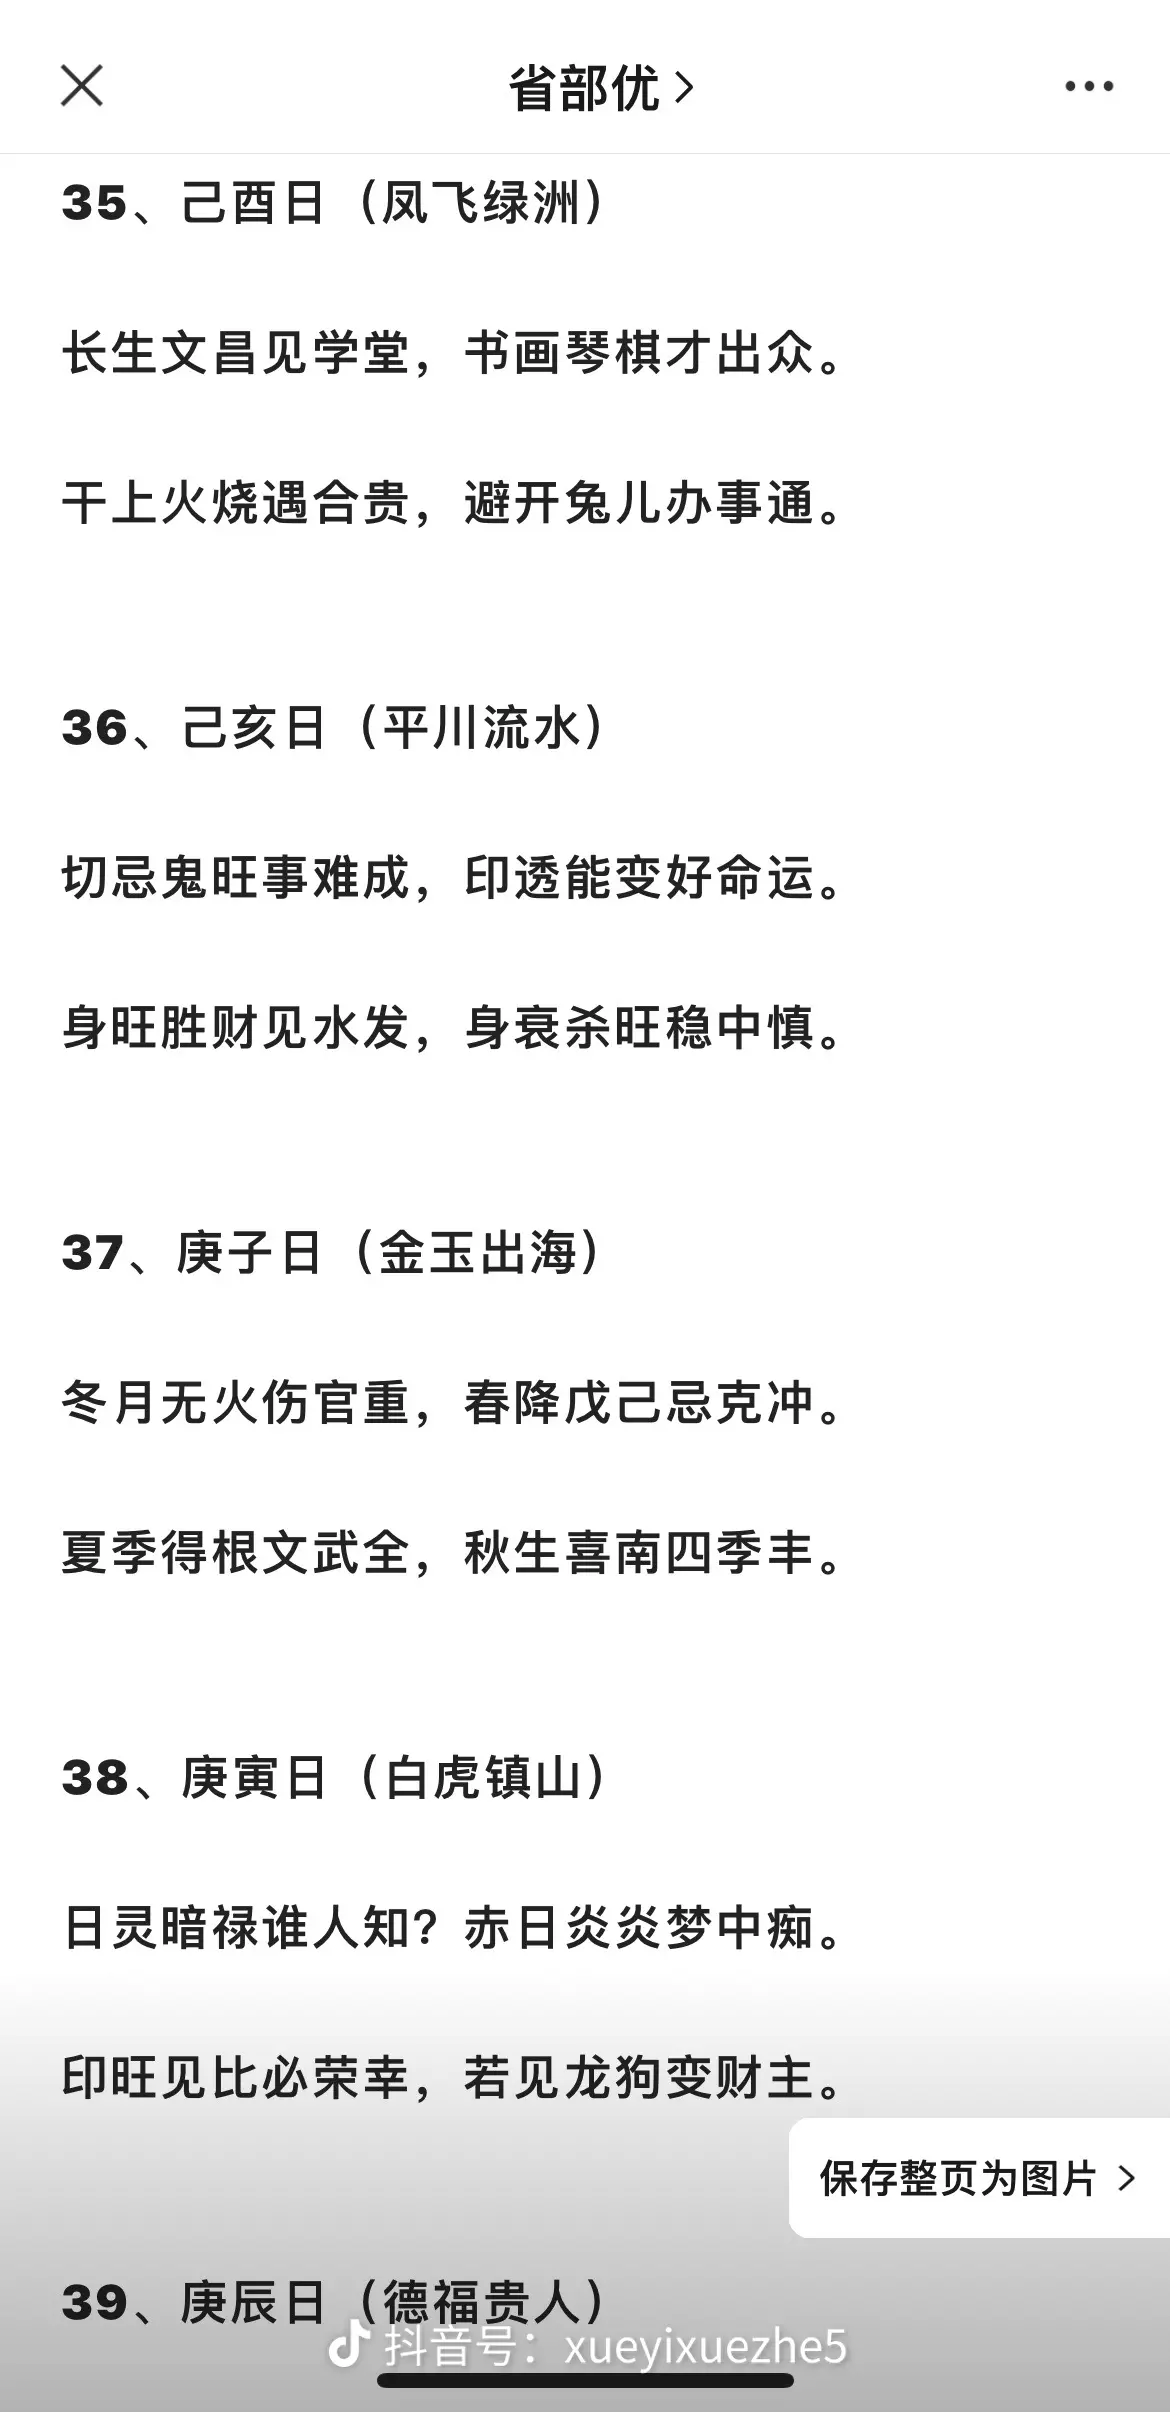 省部优
35、己酉日（凤飞绿洲）
长生文昌见学堂，书画琴棋才出众。
干上火烧遇合贵，避开兔儿办事通。
36、己亥日（平川流水）
切忌鬼旺事难成，印透能变好命运。
身旺胜财见水发，身衰杀旺稳中慎。
37、庚子日（金玉出海）
冬月无火伤官重，春降戊己忌克冲。
夏季得根文武全，秋生喜南四季丰。
38、庚寅日（白虎镇山）
日灵暗禄谁人知？赤日炎炎梦中痴。
印旺见比必荣幸，若见龙狗变财主。
保存整页为图片
39、庚辰日（德福贵人）
抖音号：xueyixuezhe5